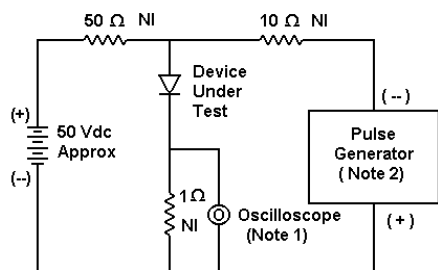 50 Ω NI
10 Ω NI
Device
Under
Test
(+)
50 Vdc
Approx
(--)
(--)
Pulse
Generator
( Note 2)
(+)
1Ω
NI
Oscilloscope
(Note 1)